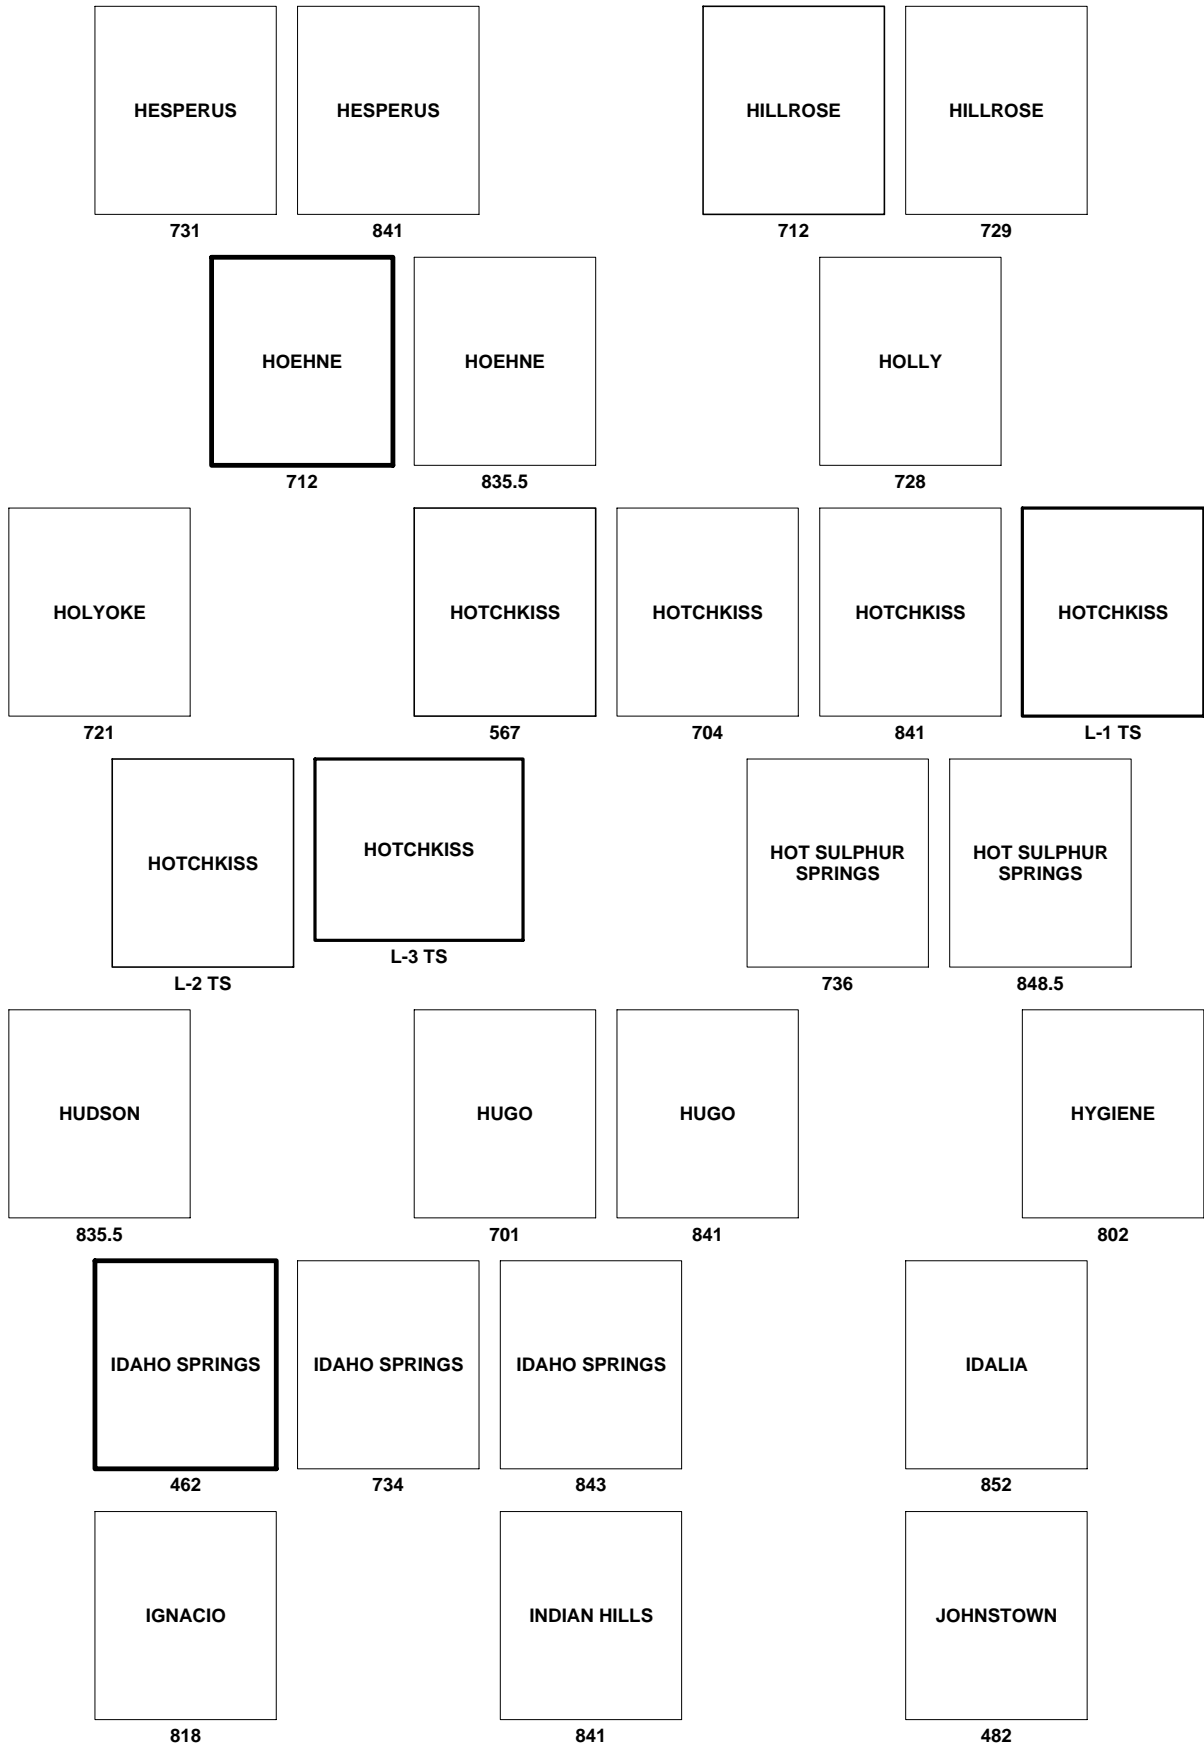 HESPERUS
HESPERUS
HILLROSE
HILLROSE
731
841
712
729
HOEHNE
HOEHNE
HOLLY
712
835.5
728
HOLYOKE
HOTCHKISS
HOTCHKISS
HOTCHKISS
HOTCHKISS
721
567
704
841
L-1 TS
HOTCHKISS
HOTCHKISS
HOT SULPHUR
SPRINGS
HOT SULPHUR
SPRINGS
L-2 TS
L-3 TS
736
848.5
HUDSON
HUGO
HUGO
HYGIENE
835.5
701
841
802
IDAHO SPRINGS
IDAHO SPRINGS
IDAHO SPRINGS
IDALIA
462
734
843
852
IGNACIO
INDIAN HILLS
JOHNSTOWN
818
841
482